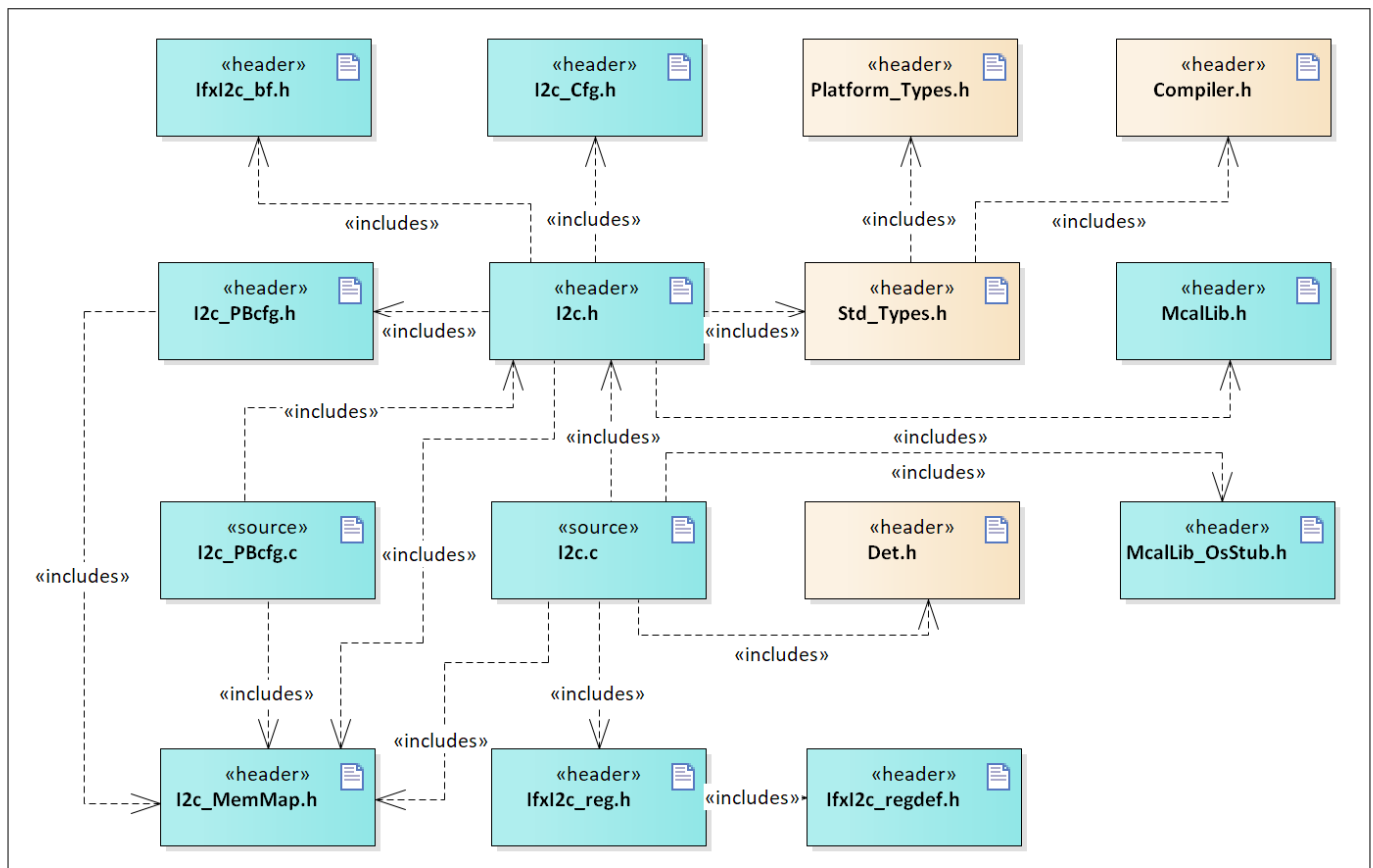 «header»
IfxI2c_bf.h
«header»
I2c_Cfg.h
«header»
Platform_Types.h
«header»
Compiler.h
«includes»
«includes»
«includes»
«includes»
«header»
I2c_PBcfg.h
«header»
I2c.h
«header»
Std_Types.h
«header»
McalLib.h
«includes»
«includes»
«includes»
«includes»
«includes»
«includes»
«source»
I2c_PBcfg.c
«source»
I2c.c
«header»
Det.h
«header»
McalLib_OsStub.h
«includes»
«includes»
«includes»
«includes»
«includes»
«includes»
«header»
I2c_MemMap.h
«header»
IfxI2c_reg.h
«includes»
«header»
IfxI2c_regdef.h